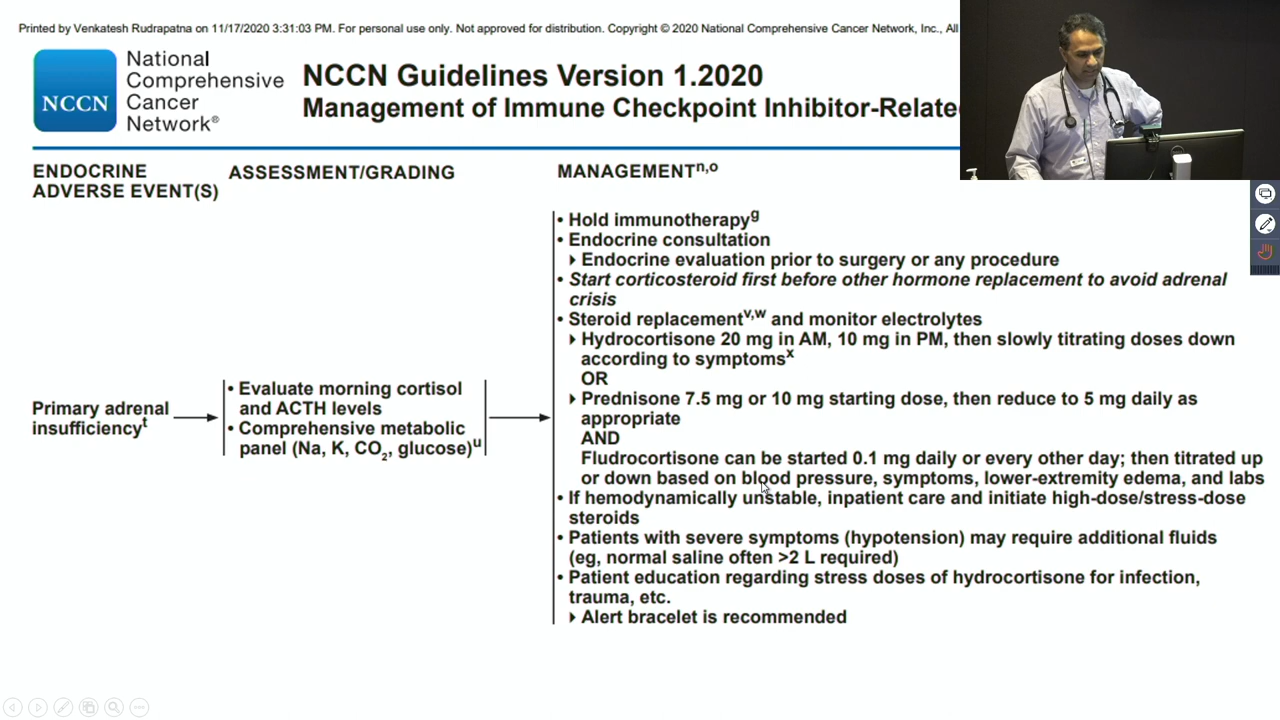 Printed by Venkatesh Rudrapatna on 11/17/2020 3:31:03 PM. For personal use only. Not approved for distribution. Copyright © 2020 National Comprehensive Cancer Network, Inc., All
NCCN
National
Comprehensive
Cancer
Network®
NCCN Guidelines Version 1.2020
Management of Immune Checkpoint Inhibitor-Relate
ENDOCRINE
ADVERSE EVENT(S)
ASSESSMENT/GRADING
MANAGEMENTn,o
Primary adrenal
insufficiencyt
• Evaluate morning cortisol
and ACTH levels
• Comprehensive metabolic
panel (Na, K, CO2, glucose)u
• Hold immunotherapyg
• Endocrine consultation
▸ Endocrine evaluation prior to surgery or any procedure
• Start corticosteroid first before other hormone replacement to avoid adrenal
crisis
• Steroid replacementv,w and monitor electrolytes
▸ Hydrocortisone 20 mg in AM, 10 mg in PM, then slowly titrating doses down
according to symptomsx
OR
▸ Prednisone 7.5 mg or 10 mg starting dose, then reduce to 5 mg daily as
appropriate
AND
Fludrocortisone can be started 0.1 mg daily or every other day; then titrated up
or down based on blood pressure, symptoms, lower-extremity edema, and labs
• If hemodynamically unstable, inpatient care and initiate high-dose/stress-dose
steroids
• Patients with severe symptoms (hypotension) may require additional fluids
(eg, normal saline often >2 L required)
• Patient education regarding stress doses of hydrocortisone for infection,
trauma, etc.
▸ Alert bracelet is recommended